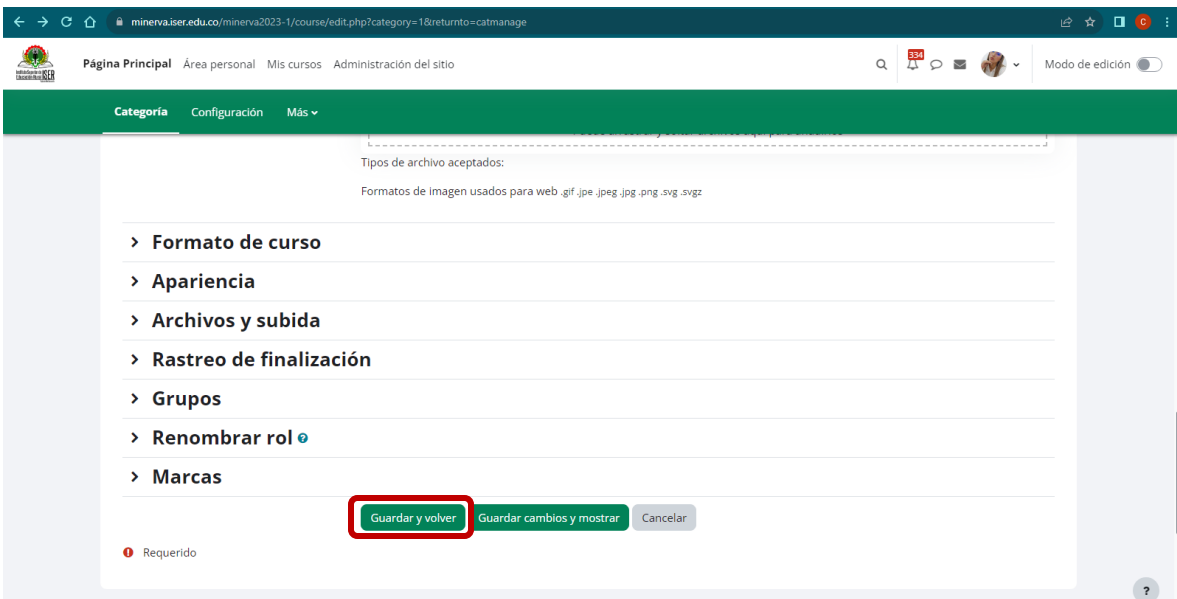 minerva.iser.edu.co/minerva2023-1/course/edit.php?category=1&returnto=catmanage
C
ISER
Página Principal Área personal Mis cursos Administración del sitio
334
Modo de edición
Categoría Configuración Más
Tipos de archivo aceptados:
Formatos de imagen usados para web .gif .jpe .jpeg .jpg .png .svg .svgz
Formato de curso
Apariencia
Archivos y subida
Rastreo de finalización
Grupos
Renombrar rol ?
Marcas
Guardar y volver Guardar cambios y mostrar Cancelar
! Requerido
?